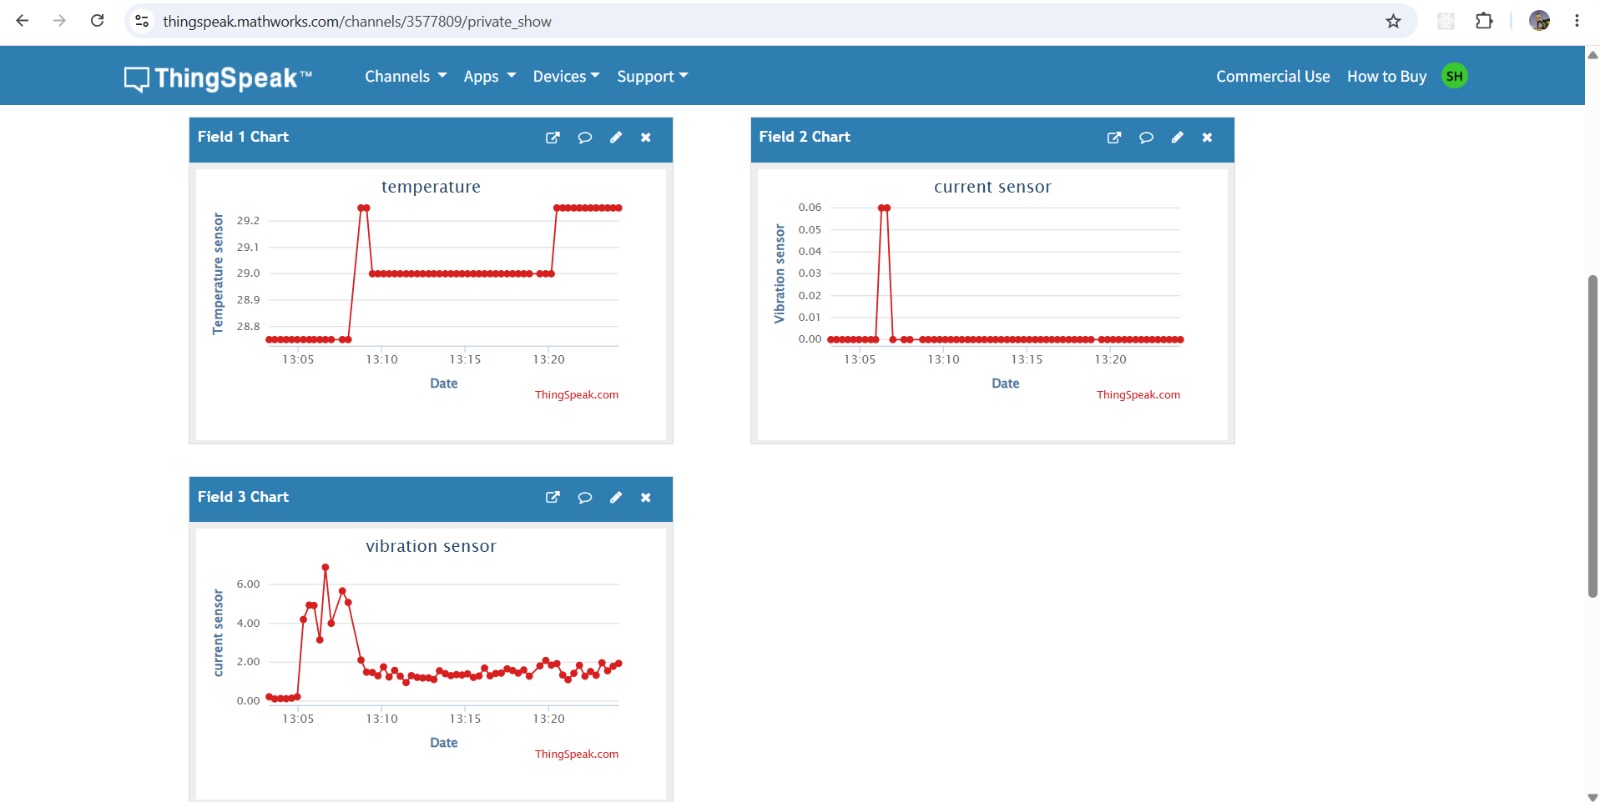 thingspeak.mathworks.com/channels/3577809/private_show
ThingSpeak™ Channels Apps Devices Support Commercial Use How to Buy SH
Field 1 Chart
temperature
Temperature sensor
29.2
29.1
29.0
28.9
28.8
13:05 13:10 13:15 13:20
Date
ThingSpeak.com
Field 2 Chart
current sensor
Vibration sensor
0.06
0.05
0.04
0.03
0.02
0.01
0.00
13:05 13:10 13:15 13:20
Date
ThingSpeak.com
Field 3 Chart
vibration sensor
current sensor
6.00
4.00
2.00
0.00
13:05 13:10 13:15 13:20
Date
ThingSpeak.com